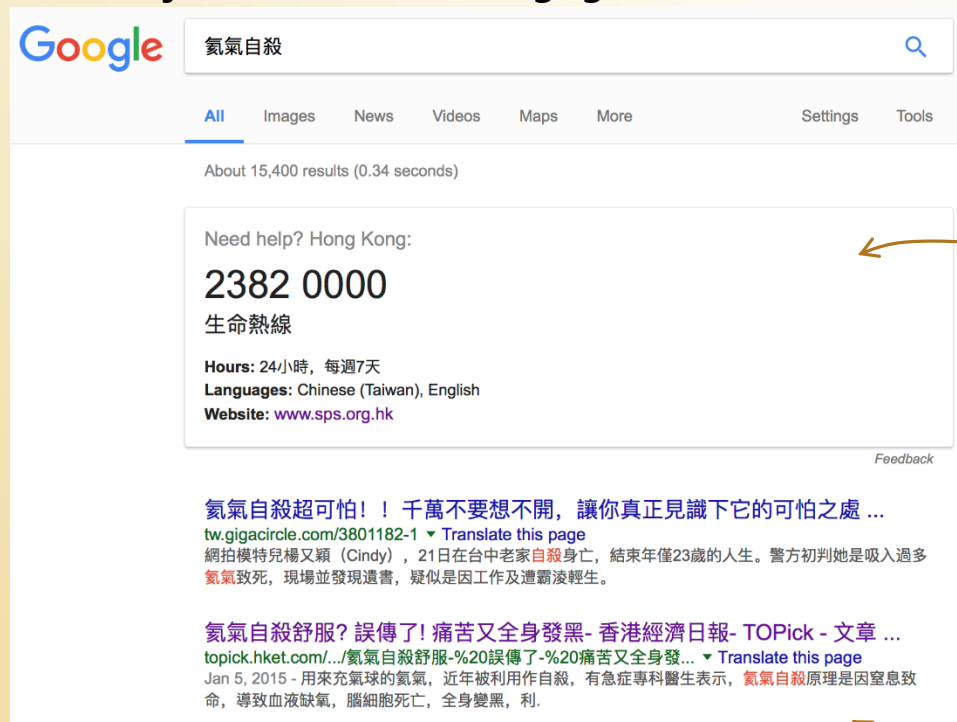 Google 氦氣自殺
All Images News Videos Maps More Settings Tools
About 15,400 results (0.34 seconds)
Need help? Hong Kong:
2382 0000
生命熱線
Hours: 24小時，每週7天
Languages: Chinese (Taiwan), English
Website: www.sps.org.hk
Feedback
氦氣自殺超可怕！！千萬不要想不開，讓你真正見識下它的可怕之處 ...
tw.gigacircle.com/3801182-1 ▼ Translate this page
網拍模特兒楊又穎（Cindy），21日在台中老家自殺身亡，結束年僅23歲的人生。警方初判她是吸入過多
氦氣致死，現場並發現遺書，疑似是因工作及遭霸淩輕生。
氦氣自殺舒服? 誤傳了! 痛苦又全身發黑- 香港經濟日報- TOPick - 文章 ...
topick.hket.com/.../氦氣自殺舒服-%20誤傳了-%20痛苦又全身發... ▼ Translate this page
Jan 5, 2015 - 用來充氣球的氦氣，近年被利用作自殺，有急症專科醫生表示，氦氣自殺原理是因窒息致
命，導致血液缺氧，腦細胞死亡，全身變黑，利.